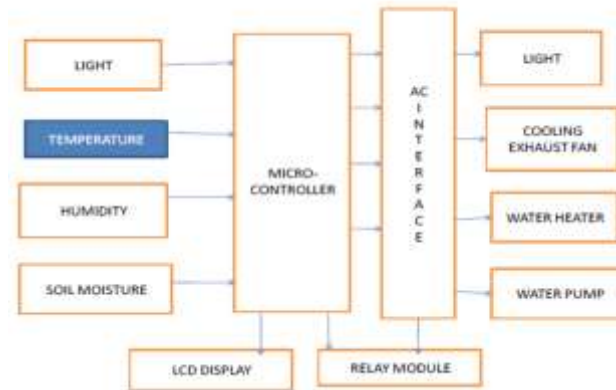 LIGHT
TEMPERATURE
HUMIDITY
SOIL MOISTURE
MICRO-
CONTROLLER
AC
I
N
T
E
R
F
A
C
E
LIGHT
COOLING
EXHAUST FAN
WATER HEATER
WATER PUMP
LCD DISPLAY
RELAY MODULE